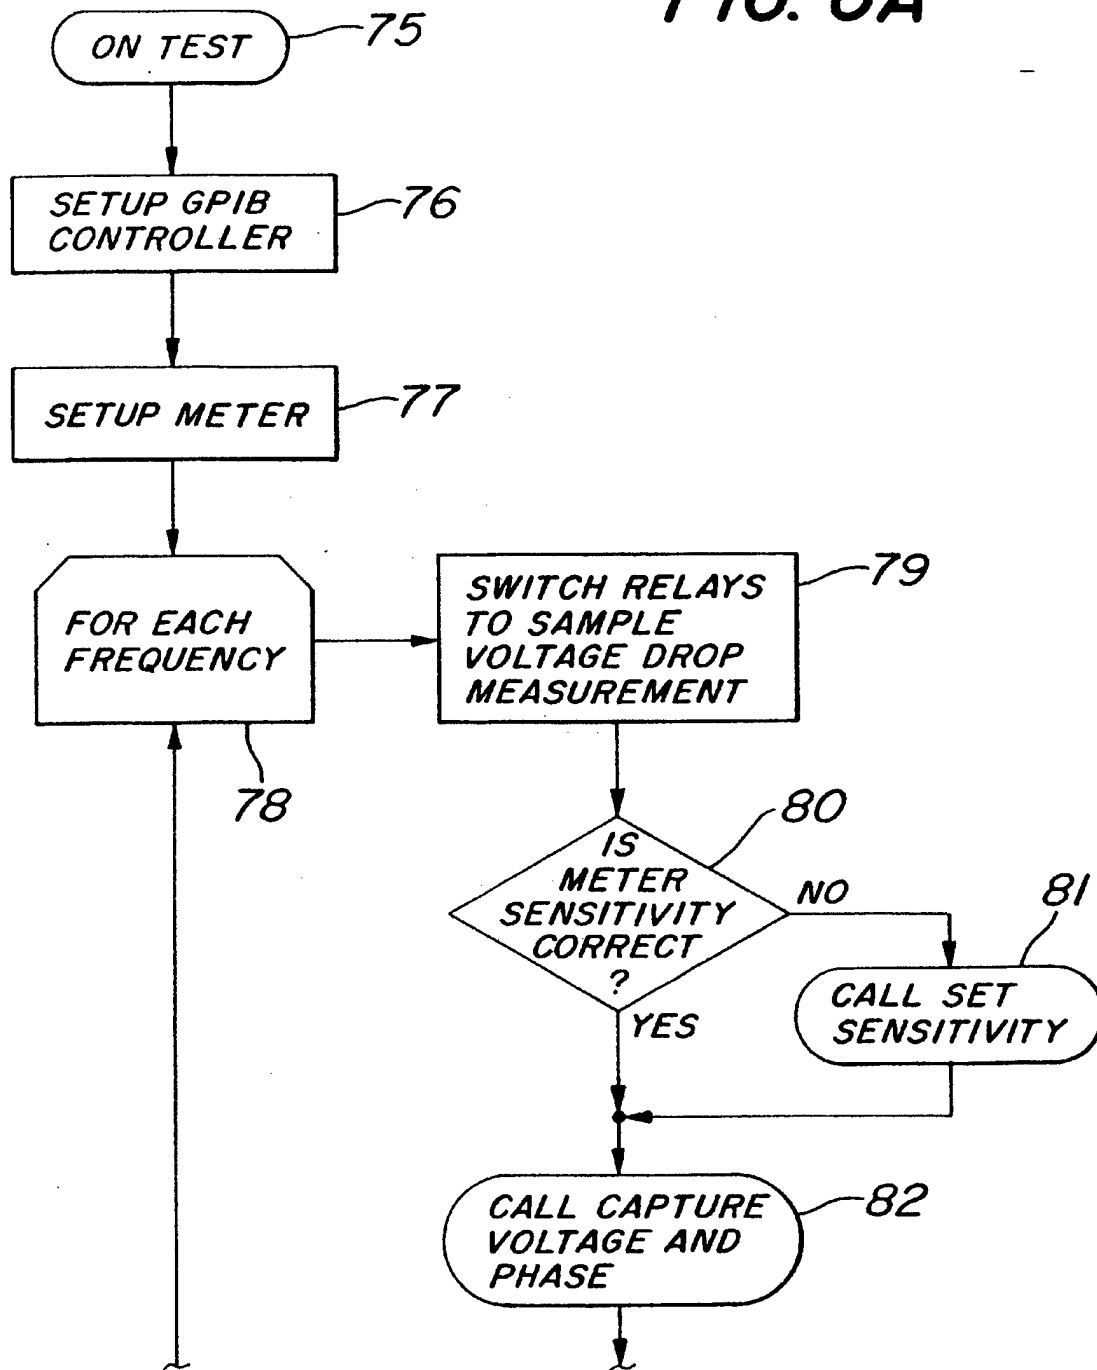 FIG. 6A
ON TEST
75
SETUP GPIB
CONTROLLER
76
SETUP METER
77
FOR EACH
FREQUENCY
78
SWITCH RELAYS
TO SAMPLE
VOLTAGE DROP
MEASUREMENT
79
IS
METER
SENSITIVITY
CORRECT
?
80
NO
YES
CALL SET
SENSITIVITY
81
CALL CAPTURE
VOLTAGE AND
PHASE
82